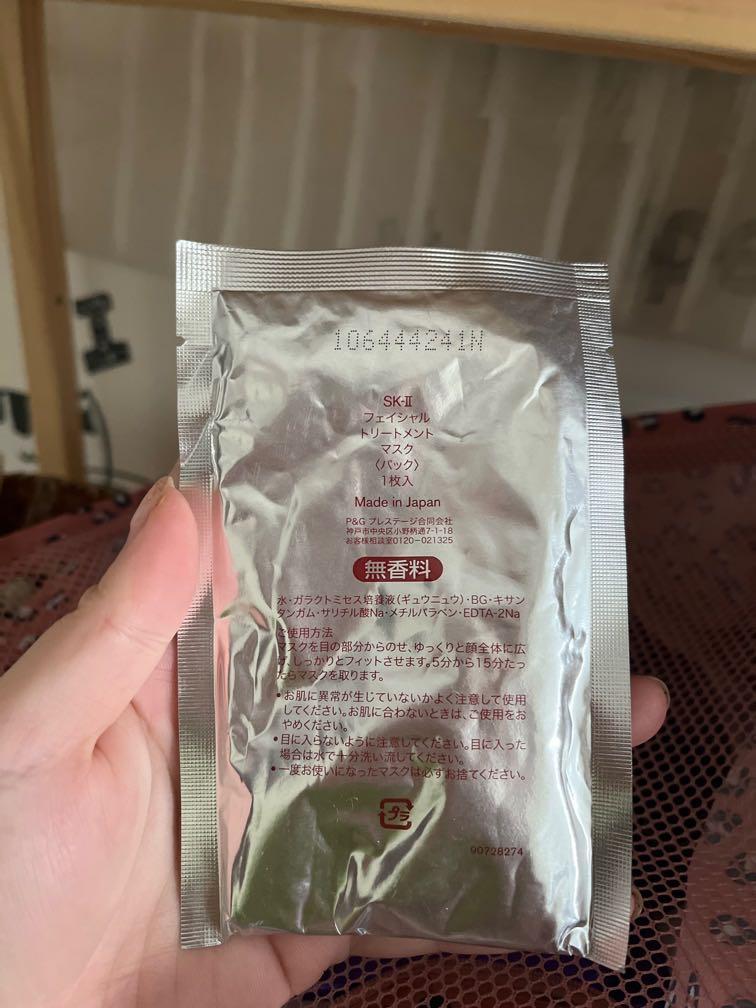 106444241N
SK-II
フェイシャル
トリートメント
マスク
〈パック〉
1枚入
Made in Japan
P&G プレステージ合同会社
神戸市中央区小野柄通7-1-18
お客様相談室0120-021325
無香料
水・ガラクトミセス培養液(ギュウニュウ)・BG・キサン
タンガム・サリチル酸Na・メチルパラベン・EDTA-2Na
ご使用方法
マスクを目の部分からのせ、ゆっくりと顔全体に広
げ、しっかりとフィットさせます。5分から15分たっ
たらマスクを取ります。
•お肌に異常が生じていないかよく注意して使用
してください。お肌に合わないときは、ご使用をお
やめください。
•目に入らないように注意してください。目に入った
場合は水で十分洗い流してください。
•一度お使いになったマスクは必ずお捨てください。
プラ
90728274